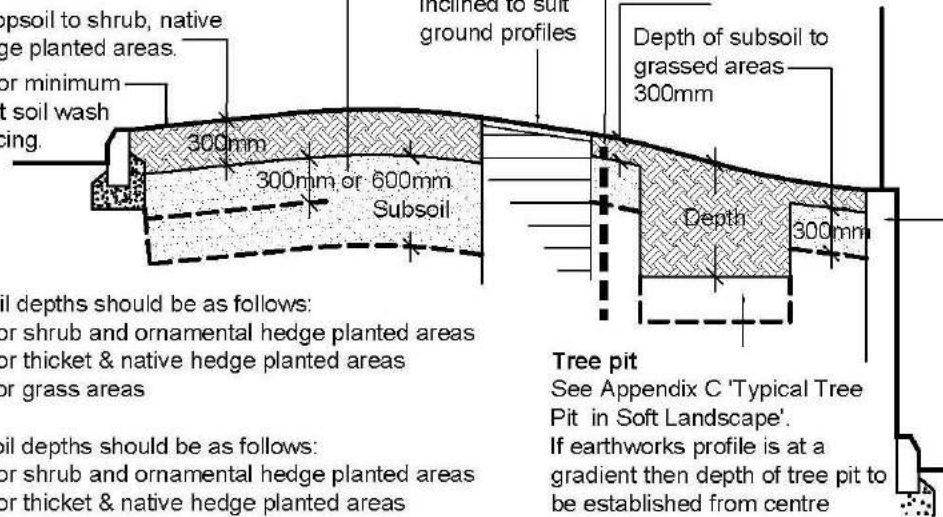 opsoil to shrub, native
ge planted areas.
or minimum
t soil wash
cing.
inclined to suit
ground profiles
Depth of subsoil to
grassed areas
300mm
300mm
300mm or 600mm
Subsoil
Depth
300mm
il depths should be as follows:
or shrub and ornamental hedge planted areas
or thicket & native hedge planted areas
or grass areas
oil depths should be as follows:
or shrub and ornamental hedge planted areas
or thicket & native hedge planted areas
Tree pit
See Appendix C 'Typical Tree
Pit in Soft Landscape'.
If earthworks profile is at a
gradient then depth of tree pit to
be established from centre